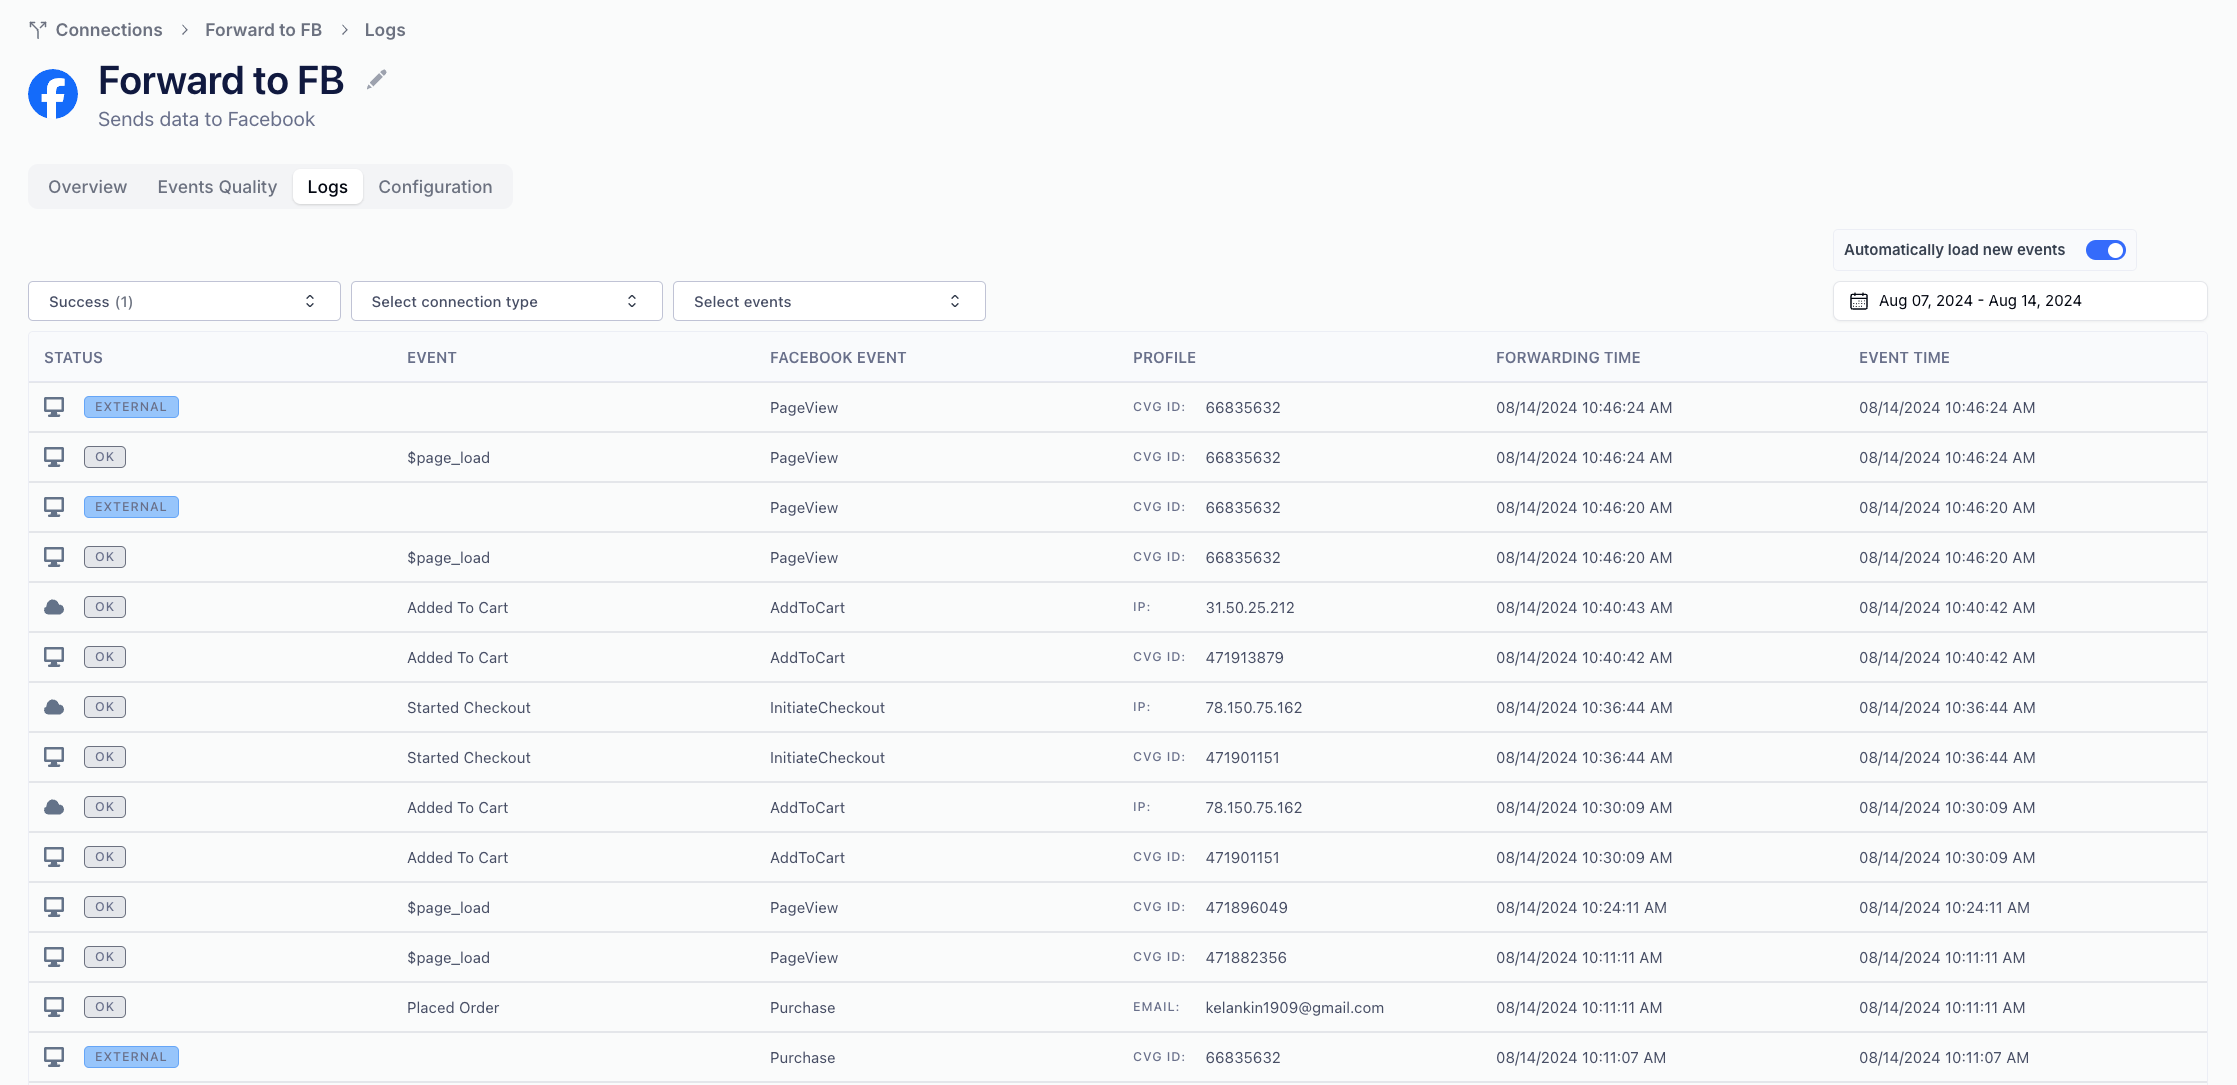 Connections > Forward to FB > Logs
Forward to FB
Sends data to Facebook
Overview Events Quality Logs Configuration
Automatically load new events
Success (1) Select connection type Select events Aug 07, 2024 - Aug 14, 2024
STATUS EVENT FACEBOOK EVENT PROFILE FORWARDING TIME EVENT TIME
EXTERNAL PageView CVG ID: 66835632 08/14/2024 10:46:24 AM 08/14/2024 10:46:24 AM
OK $page_load PageView CVG ID: 66835632 08/14/2024 10:46:24 AM 08/14/2024 10:46:24 AM
EXTERNAL PageView CVG ID: 66835632 08/14/2024 10:46:20 AM 08/14/2024 10:46:20 AM
OK $page_load PageView CVG ID: 66835632 08/14/2024 10:46:20 AM 08/14/2024 10:46:20 AM
OK Added To Cart AddToCart IP: 31.50.25.212 08/14/2024 10:40:43 AM 08/14/2024 10:40:42 AM
OK Added To Cart AddToCart CVG ID: 471913879 08/14/2024 10:40:42 AM 08/14/2024 10:40:42 AM
OK Started Checkout InitiateCheckout IP: 78.150.75.162 08/14/2024 10:36:44 AM 08/14/2024 10:36:44 AM
OK Started Checkout InitiateCheckout CVG ID: 471901151 08/14/2024 10:36:44 AM 08/14/2024 10:36:44 AM
OK Added To Cart AddToCart IP: 78.150.75.162 08/14/2024 10:30:09 AM 08/14/2024 10:30:09 AM
OK Added To Cart AddToCart CVG ID: 471901151 08/14/2024 10:30:09 AM 08/14/2024 10:30:09 AM
OK $page_load PageView CVG ID: 471896049 08/14/2024 10:24:11 AM 08/14/2024 10:24:11 AM
OK $page_load PageView CVG ID: 471882356 08/14/2024 10:11:11 AM 08/14/2024 10:11:11 AM
OK Placed Order Purchase EMAIL: kelankin1909@gmail.com 08/14/2024 10:11:11 AM 08/14/2024 10:11:11 AM
EXTERNAL Purchase CVG ID: 66835632 08/14/2024 10:11:07 AM 08/14/2024 10:11:07 AM